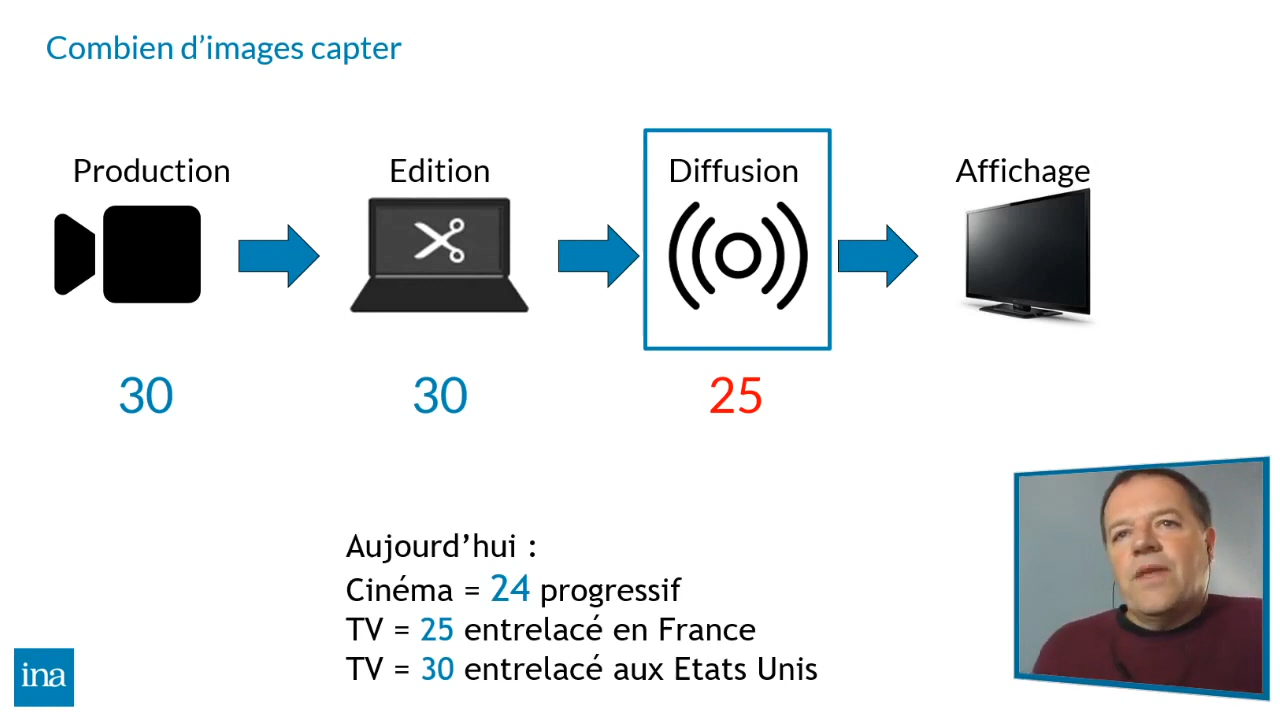 Combien d’images capter
Production
Edition
Diffusion
Affichage
30
30
25
Aujourd’hui :
Cinéma = 24 progressif
TV = 25 entrelacé en France
TV = 30 entrelacé aux Etats Unis
ina